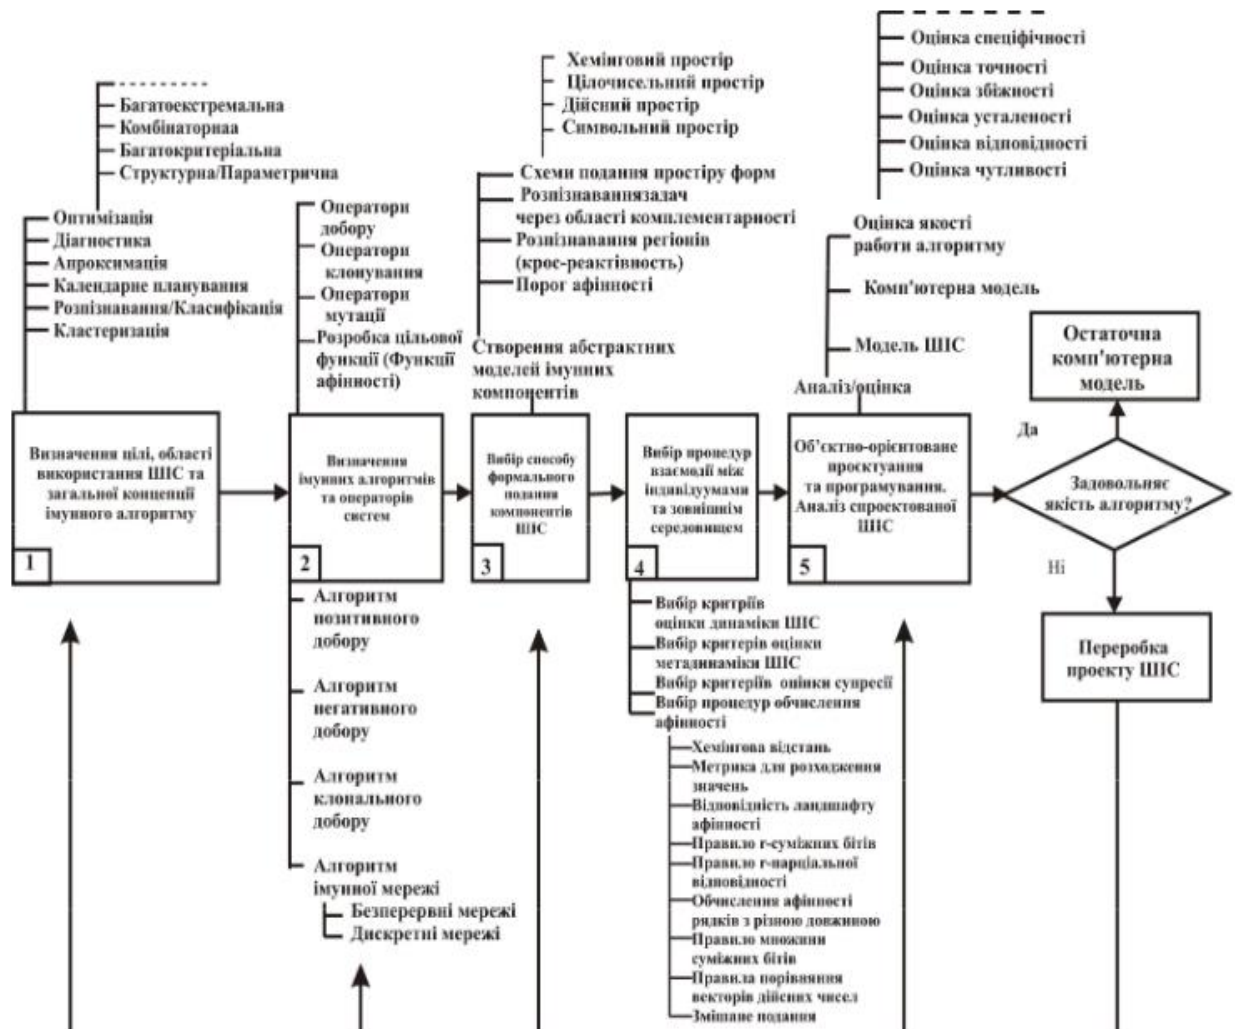 Багатоекстремальна
Комбінаторнаа
Багатокритеріальна
Структурна/Параметрична
Оптимізація
Діагностика
Апроксимація
Календарне планування
Розпізнавання/Класифікація
Кластеризація
Визначення цілі, області
використання ШІС та
загальної концепції
імунного алгоритму
1
Оператори
добору
Оператори
клонування
Оператори
мутації
Розробка цільової
функції (Функції
афінності)
Визначення
імунних алгоритмів
та операторів
систем
2
Алгоритм
позитивного
добору
Алгоритм
негативного
добору
Алгоритм
клонального
добору
Алгоритм
імунної мережі
Безперервні мережі
Дискретні мережі
Хемінговий простір
Цілочисельний простір
Дійсний простір
Символьний простір
Схеми подання простіру форм
Розпізнаваннязадач
через області комплементарності
Розпізнавання регіонів
(крос-реактівность)
Порог афінності
Створення абстрактних
моделей імунних
компонентів
Вибір способу
формального
подання
компонентів
ШІС
3
Вибір процедур
взаємодії між
індивідуумами
та зовнішнім
середовищем
4
Вибір критріїв
оцінки динаміки ШІС
Вибір критерів оцінки
метадинаміки ШІС
Вибір критеріїв оцінки супресії
Вибір процедур обчислення
афінності
Хемінгова відстань
Метрика для розходження
значень
Відповідність ландшафту
афінності
Правило r-суміжних бітів
Правило r-парціальної
відповідності
Обчислення афінності
рядків з різною довжиною
Правило множини
суміжних бітів
Правила порівняння
векторів дійсних чисел
Змішане подання
Оцінка спеціфічності
Оцінка точності
Оцінка збіжності
Оцінка усталеності
Оцінка відповідності
Оцінка чутливості
Оцінка якості
работи алгоритму
Комп'ютерна модель
Модель ШІС
Аналіз/оцінка
Об'єктно-орієнтоване
проєктуання
та програмування.
Аналіз спроектованої
ШІС
5
Остаточна
комп'ютерна
модель
Да
Задовольняє
якість алгоритму?
Ні
Переробка
проекту ШІС